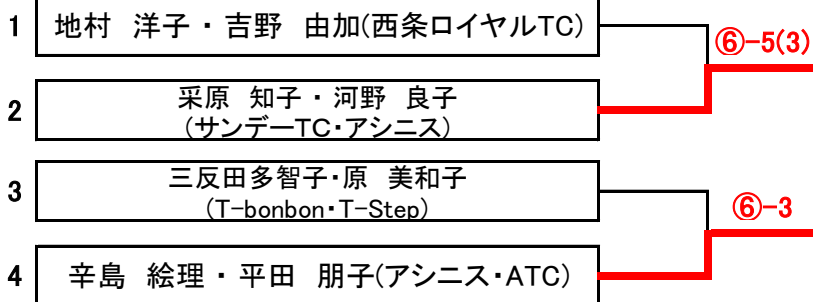 1 地村　洋子・吉野　由加(西条ロイヤルTC)
⑥-5(3)
2 采原　知子・河野　良子
(サンデーTC・アシニス)
3 三反田多智子・原　美和子
(T-bonbon・T-Step)
⑥-3
4 辛島　絵理・平田　朋子(アシニス・ATC)